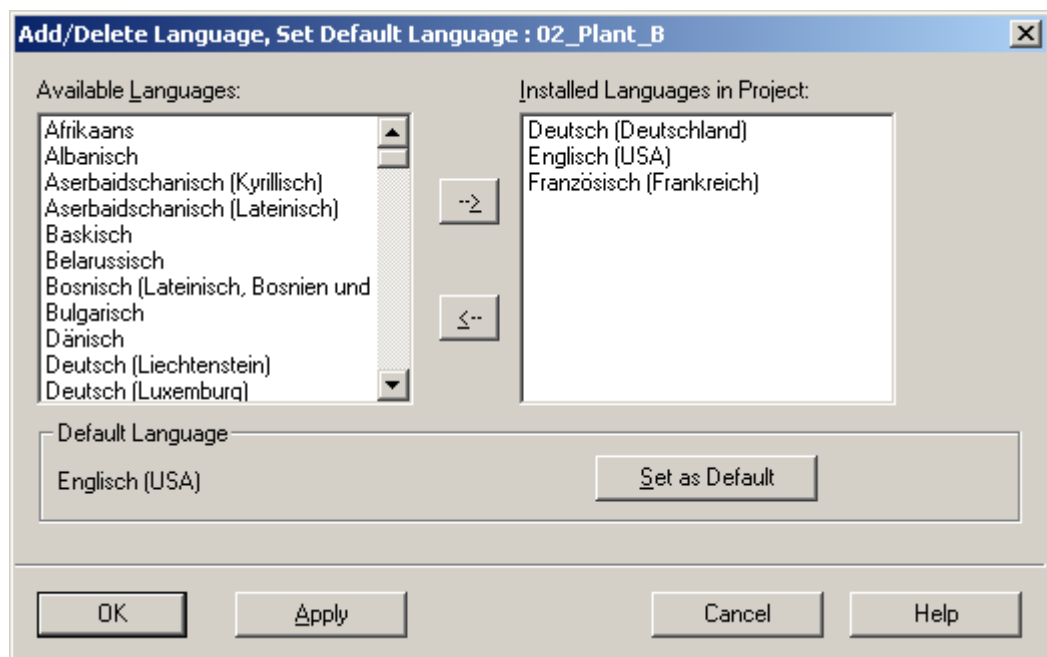 Add/Delete Language, Set Default Language : 02_Plant_B
Available Languages:
Afrikaans
Albanisch
Aserbaidschanisch (Kyrillisch)
Aserbaidschanisch (Lateinisch)
Baskisch
Belarussisch
Bosnisch (Lateinisch, Bosnien und
Bulgarisch
Dänisch
Deutsch (Liechtenstein)
Deutsch (Luxemburg)
-->
<--
Installed Languages in Project:
Deutsch (Deutschland)
Englisch (USA)
Französisch (Frankreich)
Default Language
Englisch (USA)
Set as Default
OK
Apply
Cancel
Help